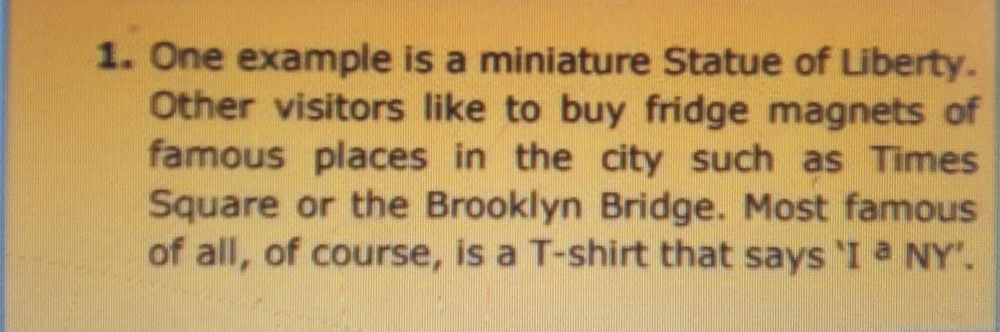 1. One example is a miniature Statue of Liberty.
Other visitors like to buy fridge magnets of
famous places in the city such as Times
Square or the Brooklyn Bridge. Most famous
of all, of course, is a T-shirt that says ‘I ª NY’.